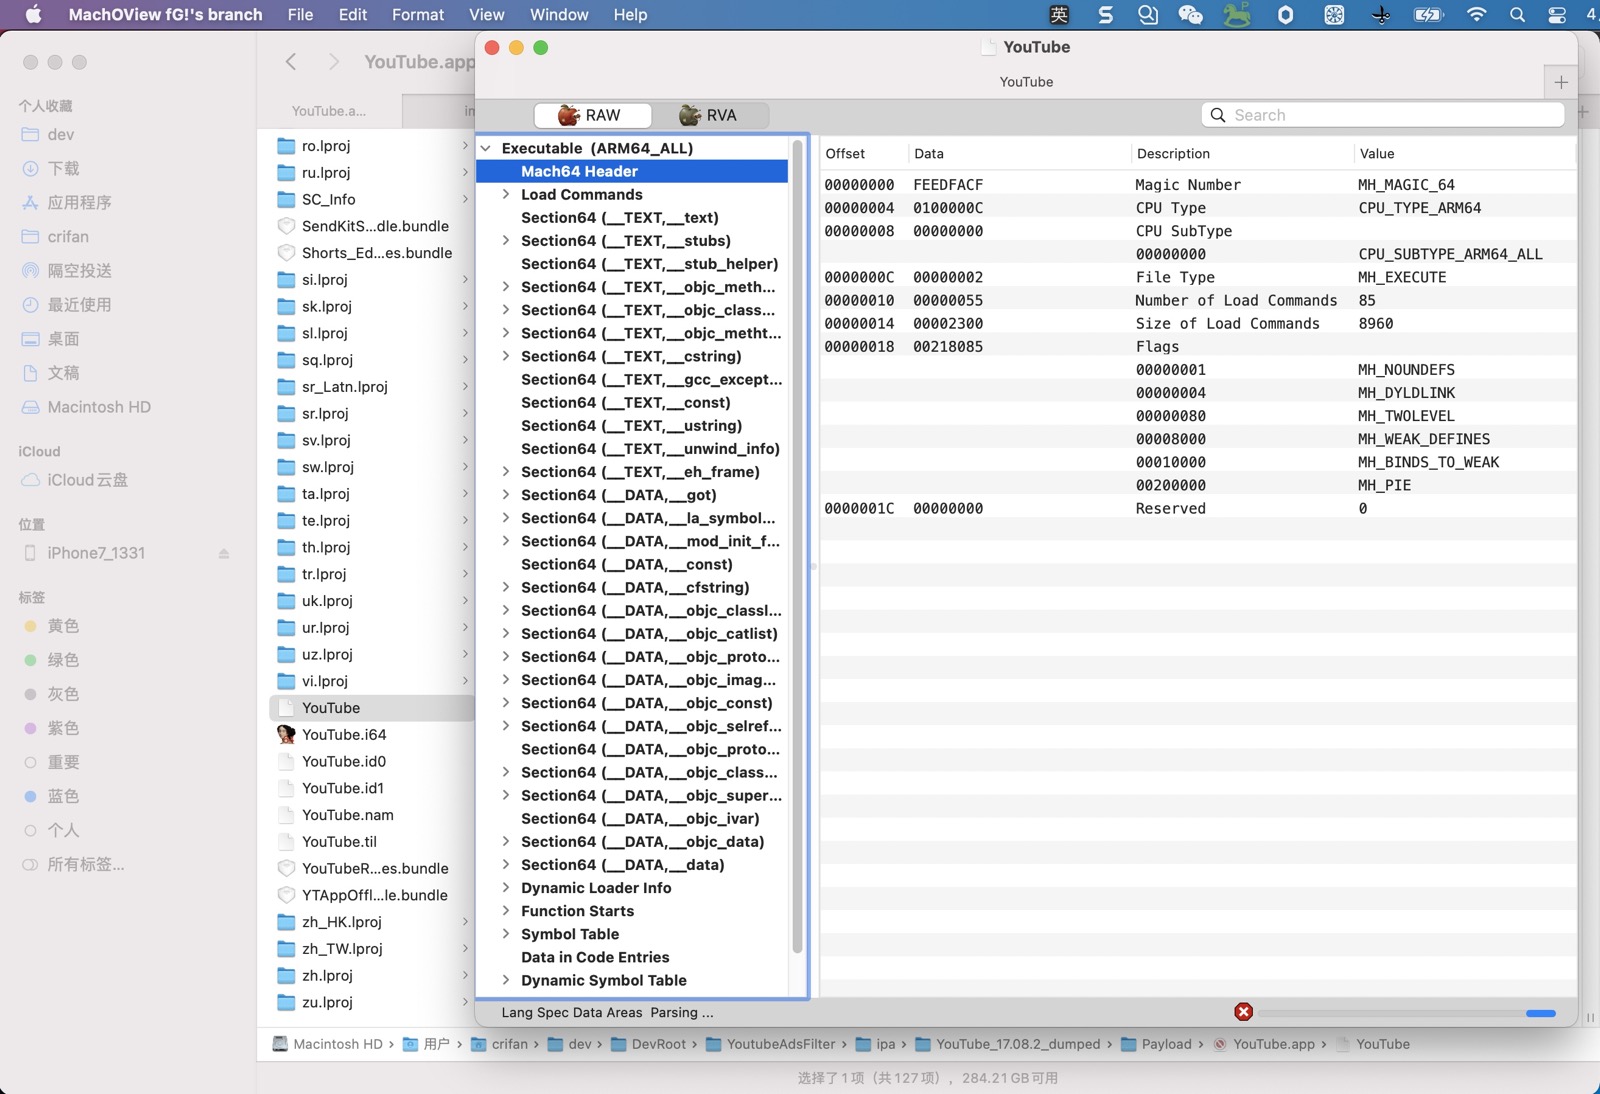 MachOView fG!'s branch File Edit Format View Window Help 英 4
YouTube.app
YouTube
YouTube
个人收藏
YouTube.a...
RAW RVA Search
dev
下载
应用程序
crifan
隔空投送
最近使用
桌面
文稿
Macintosh HD
iCloud
iCloud云盘
位置
iPhone7_1331
标签
黄色
绿色
灰色
紫色
重要
蓝色
个人
所有标签...
ro.lproj
ru.lproj
SC_Info
SendKitS...dle.bundle
Shorts_Ed...es.bundle
si.lproj
sk.lproj
sl.lproj
sq.lproj
sr_Latn.lproj
sr.lproj
sv.lproj
sw.lproj
ta.lproj
te.lproj
th.lproj
tr.lproj
uk.lproj
ur.lproj
uz.lproj
vi.lproj
YouTube
YouTube.i64
YouTube.id0
YouTube.id1
YouTube.nam
YouTube.til
YouTubeR...es.bundle
YTAppOffl...le.bundle
zh_HK.lproj
zh_TW.lproj
zh.lproj
zu.lproj
Executable (ARM64_ALL)
Mach64 Header
Load Commands
Section64 (__TEXT,__text)
Section64 (__TEXT,__stubs)
Section64 (__TEXT,__stub_helper)
Section64 (__TEXT,__objc_meth...
Section64 (__TEXT,__objc_class...
Section64 (__TEXT,__objc_metht...
Section64 (__TEXT,__cstring)
Section64 (__TEXT,__gcc_except...
Section64 (__TEXT,__const)
Section64 (__TEXT,__ustring)
Section64 (__TEXT,__unwind_info)
Section64 (__TEXT,__eh_frame)
Section64 (__DATA,__got)
Section64 (__DATA,__la_symbol...
Section64 (__DATA,__mod_init_f...
Section64 (__DATA,__const)
Section64 (__DATA,__cfstring)
Section64 (__DATA,__objc_classl...
Section64 (__DATA,__objc_catlist)
Section64 (__DATA,__objc_proto...
Section64 (__DATA,__objc_imag...
Section64 (__DATA,__objc_const)
Section64 (__DATA,__objc_selref...
Section64 (__DATA,__objc_proto...
Section64 (__DATA,__objc_class...
Section64 (__DATA,__objc_super...
Section64 (__DATA,__objc_ivar)
Section64 (__DATA,__objc_data)
Section64 (__DATA,__data)
Dynamic Loader Info
Function Starts
Symbol Table
Data in Code Entries
Dynamic Symbol Table
Offset Data Description Value
00000000 FEEDFACF Magic Number MH_MAGIC_64
00000004 0100000C CPU Type CPU_TYPE_ARM64
00000008 00000000 CPU SubType
00000000 CPU_SUBTYPE_ARM64_ALL
0000000C 00000002 File Type MH_EXECUTE
00000010 00000055 Number of Load Commands 85
00000014 00002300 Size of Load Commands 8960
00000018 00218085 Flags
00000001 MH_NOUNDEFS
00000004 MH_DYLDLINK
00000080 MH_TWOLEVEL
00008000 MH_WEAK_DEFINES
00010000 MH_BINDS_TO_WEAK
00200000 MH_PIE
0000001C 00000000 Reserved 0
Lang Spec Data Areas Parsing ...
Macintosh HD › 用户 › crifan › dev › DevRoot › YoutubeAdsFilter › ipa › YouTube_17.08.2_dumped › Payload › YouTube.app › YouTube
选择了1项（共127项），284.21 GB可用